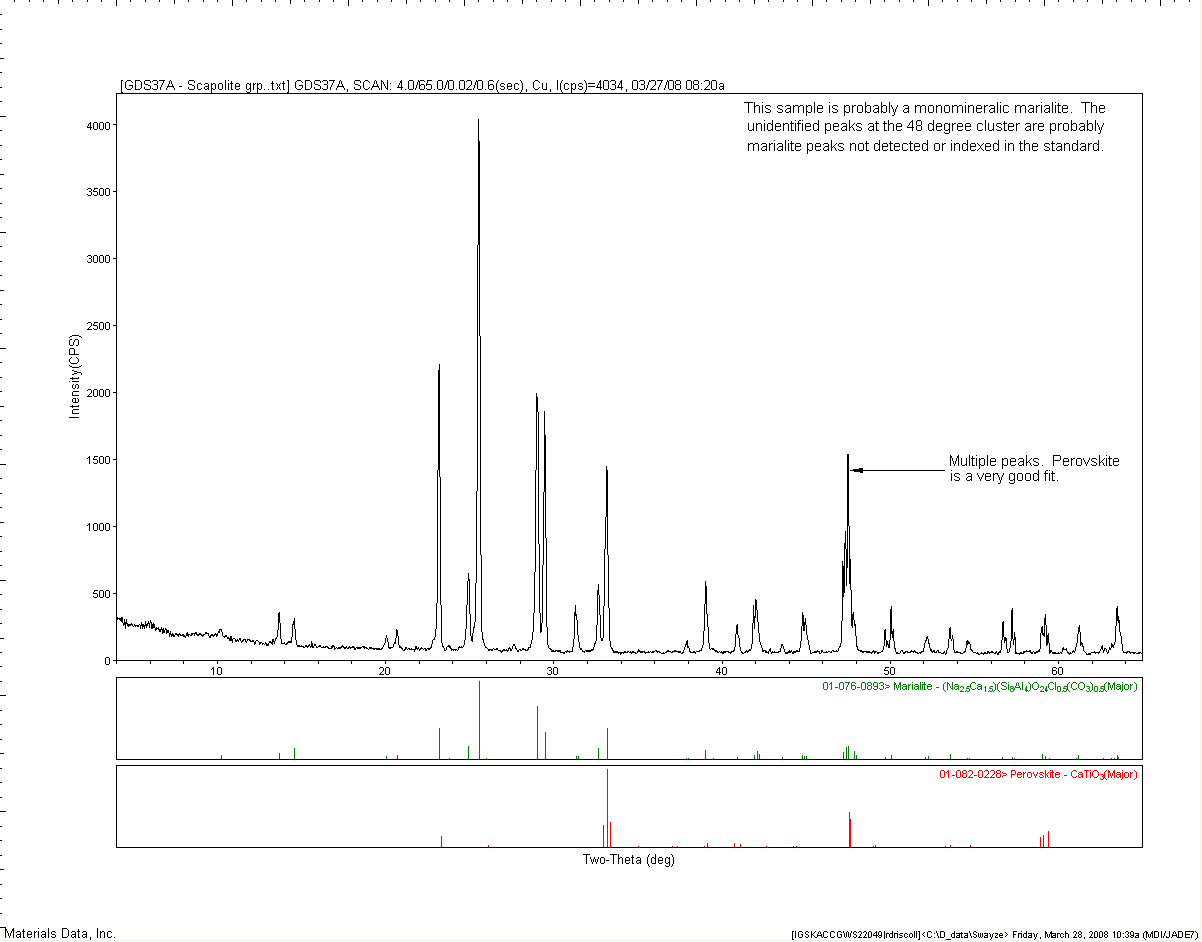 [GDS37A - Scapolite grp..txt] GDS37A, SCAN: 4.0/65.0/0.02/0.6(sec), Cu, I(cps)=4034, 03/27/08 08:20a
This sample is probably a monomineralic marialite.  The
unidentified peaks at the 48 degree cluster are probably
marialite peaks not detected or indexed in the standard.
4000
3500
3000
2500
2000
1500
1000
500
0
Intensity(CPS)
Multiple peaks.  Perovskite
is a very good fit.
10 20 30 40 50 60
01-076-0893> Marialite - (Na2.5Ca1.5)(Si8Al4)O24Cl0.5(CO3)0.5(Major)
01-082-0228> Perovskite - CaTiO3(Major)
Two-Theta (deg)
Materials Data, Inc.
[IGSKACCGWS22049|rdriscoll]<C:\D_data\Swayze> Friday, March 28, 2008 10:39a (MDI/JADE7)